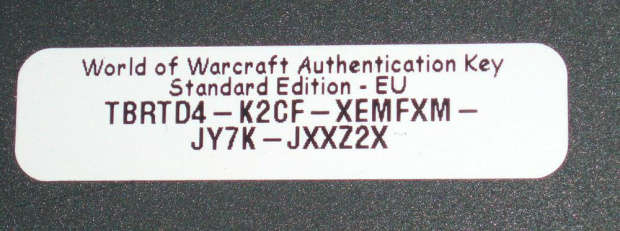 World of Warcraft Authentication Key
Standard Edition - EU
TBRTD4-K2CF-XEMFXM-
JY7K-JXXZ2X